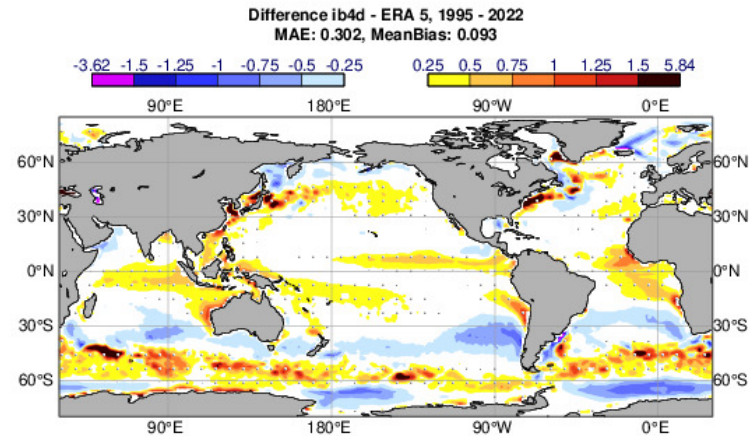 Difference ib4d - ERA 5, 1995 - 2022
MAE: 0.302, MeanBias: 0.093
-3.62 -1.5 -1.25 -1 -0.75 -0.5 -0.25 0.25 0.5 0.75 1 1.25 1.5 5.84
90°E 180°E 90°W 0°E
60°N 60°N
30°N 30°N
0°N 0°N
30°S 30°S
60°S 60°S
90°E 180°E 90°W 0°E